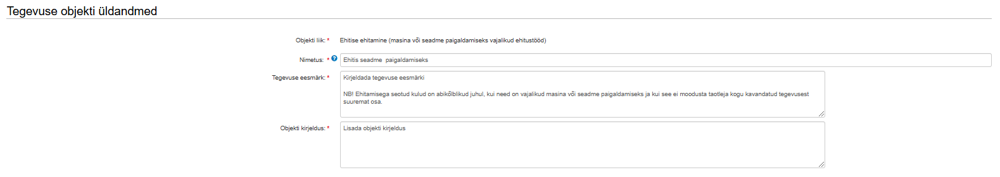 Tegevuse objekti üldandmed
Objekti liik: * Ehitise ehitamine (masina või seadme paigaldamiseks vajalikud ehitustööd)
Nimetus: * ? Ehitis seadme paigaldamiseks
Tegevuse eesmärk: * Kirjeldada tegevuse eesmärki
NB! Ehitamisega seotud kulud on abikõlblikud juhul, kui need on vajalikud masina või seadme paigaldamiseks ja kui see ei moodusta taotleja kogu kavandatud tegevusest
suuremat osa.
Objekti kirjeldus: * Lisada objekti kirjeldus